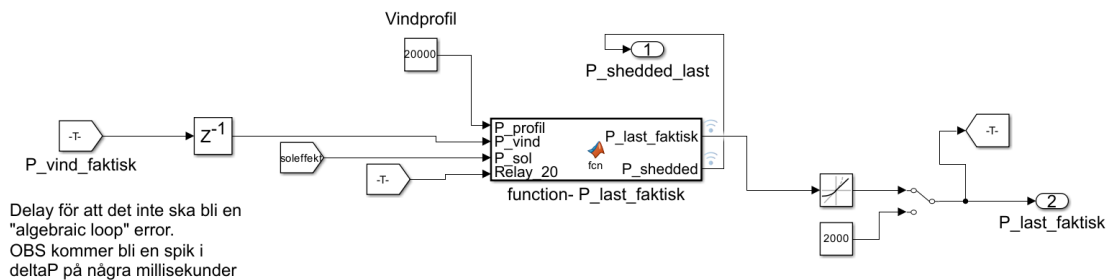 Vindprofil
20000
1
P_shedded_last
-T-
P_vind_faktisk
Z-1
soleffekt
-T-
P_profil
P_vind
P_sol
Relay_20
P_last_faktisk
P_shedded
fcn
function- P_last_faktisk
-T-
2
P_last_faktisk
2000
Delay för att det inte ska bli en
"algebraic loop" error.
OBS kommer bli en spik i
deltaP på några millisekunder